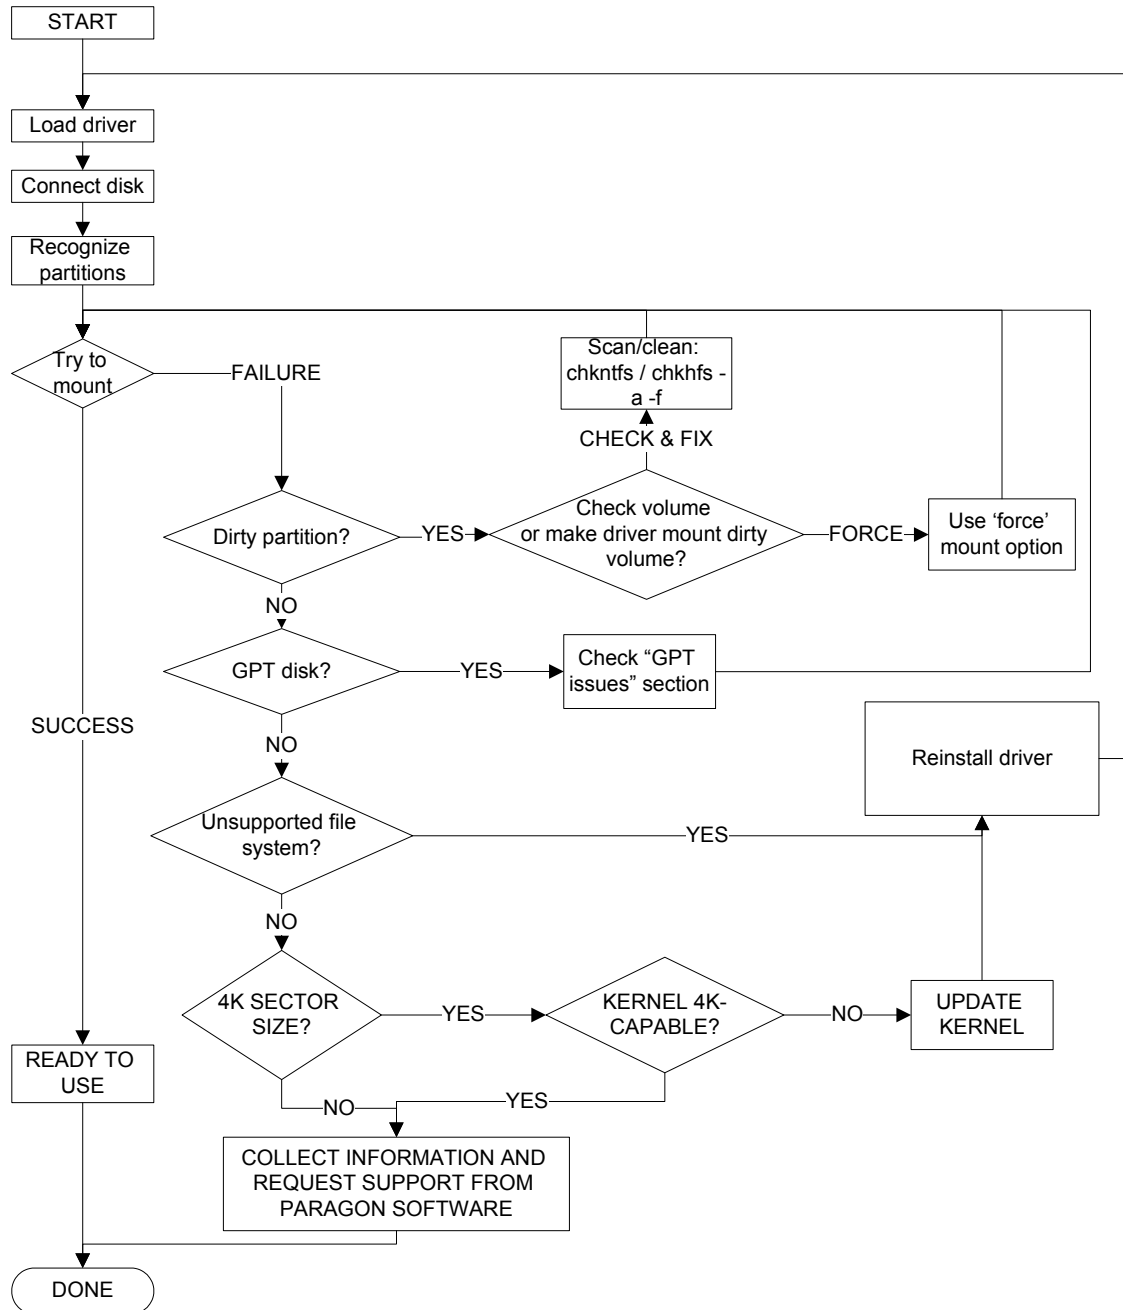 START
Load driver
Connect disk
Recognize
partitions
Try to
mount
FAILURE
Scan/clean:
chkntfs / chkhfs -
a -f
CHECK & FIX
Dirty partition?
YES
Check volume
or make driver mount dirty
volume?
FORCE
Use ‘force’
mount option
NO
GPT disk?
YES
Check “GPT
issues” section
SUCCESS
NO
Reinstall driver
Unsupported file
system?
YES
NO
4K SECTOR
SIZE?
YES
KERNEL 4K-
CAPABLE?
NO
UPDATE
KERNEL
READY TO
USE
NO
YES
COLLECT INFORMATION AND
REQUEST SUPPORT FROM
PARAGON SOFTWARE
DONE